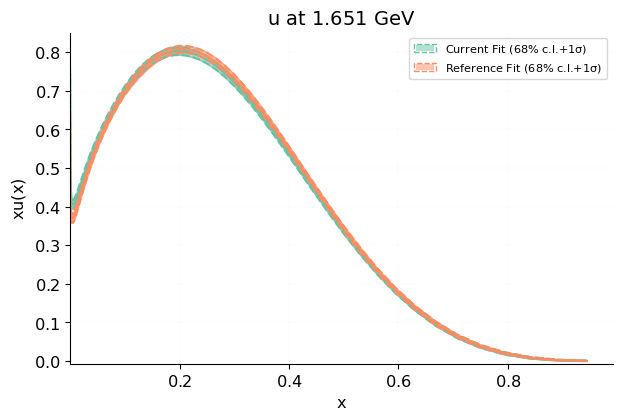 u at 1.651 GeV
Current Fit (68% c.l.+1σ)
Reference Fit (68% c.l.+1σ)
xu(x)
0.8
0.7
0.6
0.5
0.4
0.3
0.2
0.1
0.0
0.2 0.4 0.6 0.8
x